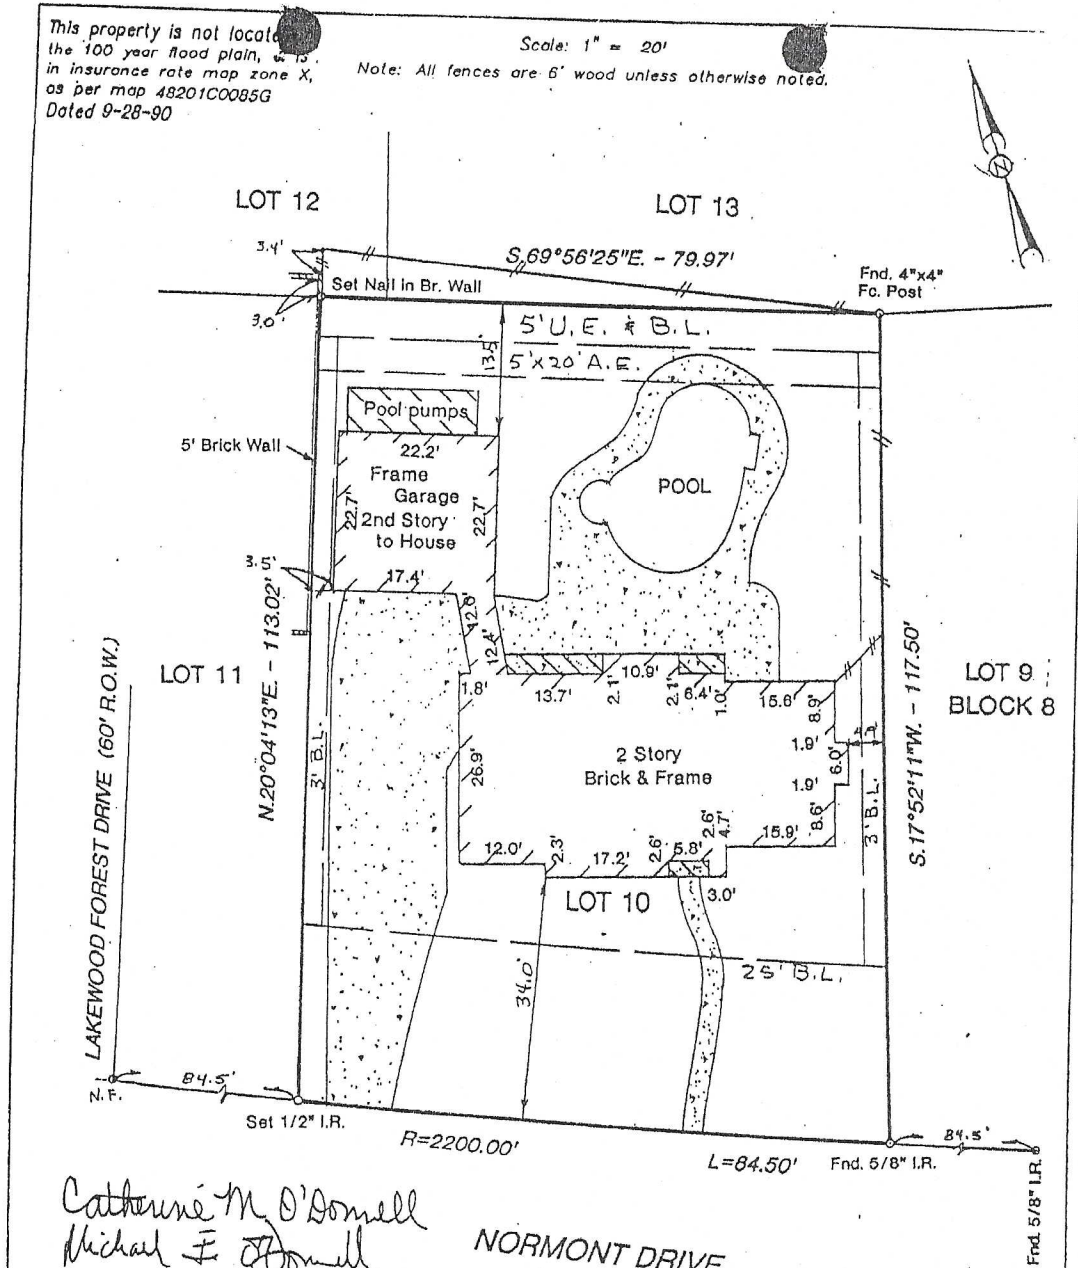 This property is not locate
the 100 year flood plain, & is
in insurance rate map zone X,
as per map 48201C0085G
Dated 9-28-90
Scale: 1" = 20'
Note: All fences are 6' wood unless otherwise noted.
N
LOT 12
LOT 13
3.4'
S.69°56'25"E. - 79.97'
Fnd. 4"x4"
Fc. Post
Set Nail in Br. Wall
3.0'
5' U.E. & B.L.
13.5'
5' X 20' A.E.
Pool pumps
5' Brick Wall
22.2'
Frame
Garage
2nd Story
to House
22.7'
22.7'
POOL
3.5'
17.4'
12.6'
12.4'
N.20°04'13"E. - 113.02'
LOT 11
1.8'
13.7'
2.1'
10.9'
2.1'
6.4'
1.0'
15.6'
8.9'
LOT 9
BLOCK 8
4.9'
1.9'
6.0'
1.9'
2 Story
Brick & Frame
26.9'
3' B.L.
3' B.L.
S.17°52'11"W. - 117.50'
LAKEWOOD FOREST DRIVE (60' R.O.W.)
12.0'
2.3'
17.2'
2.6'
5.8'
2.6'
4.7'
15.9'
8.6'
3.0'
LOT 10
34.0'
25' B.L.
N.F.
84.5'
Set 1/2" I.R.
R=2200.00'
L=84.50'
Fnd. 5/8" I.R.
84.5'
Fnd. 5/8" I.R.
Catherine M. O'Donnell
Michael E O'Donnell
NORMONT DRIVE